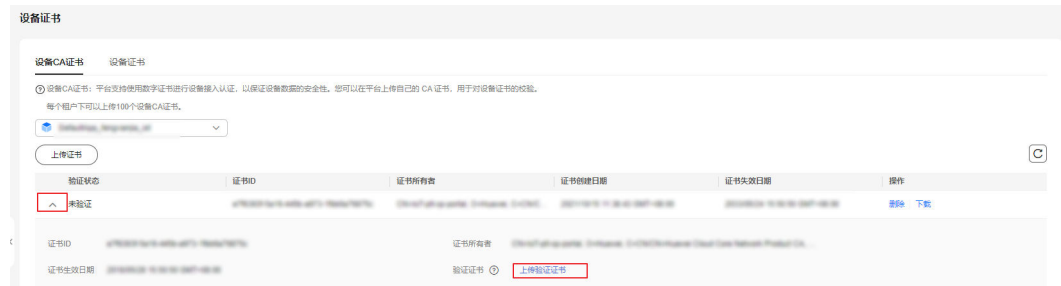 设备证书
设备CA证书 设备证书
设备CA证书：平台支持使用数字证书进行设备接入认证，以保证设备数据的安全性。您可以在平台上传自己的 CA 证书，用于对设备证书的校验。
每个租户下可以上传100个设备CA证书。
上传证书
验证状态 证书ID 证书所有者 证书创建日期 证书失效日期 操作
未验证 删除 下载
证书ID 证书所有者
证书生效日期 验证证书 上传验证证书